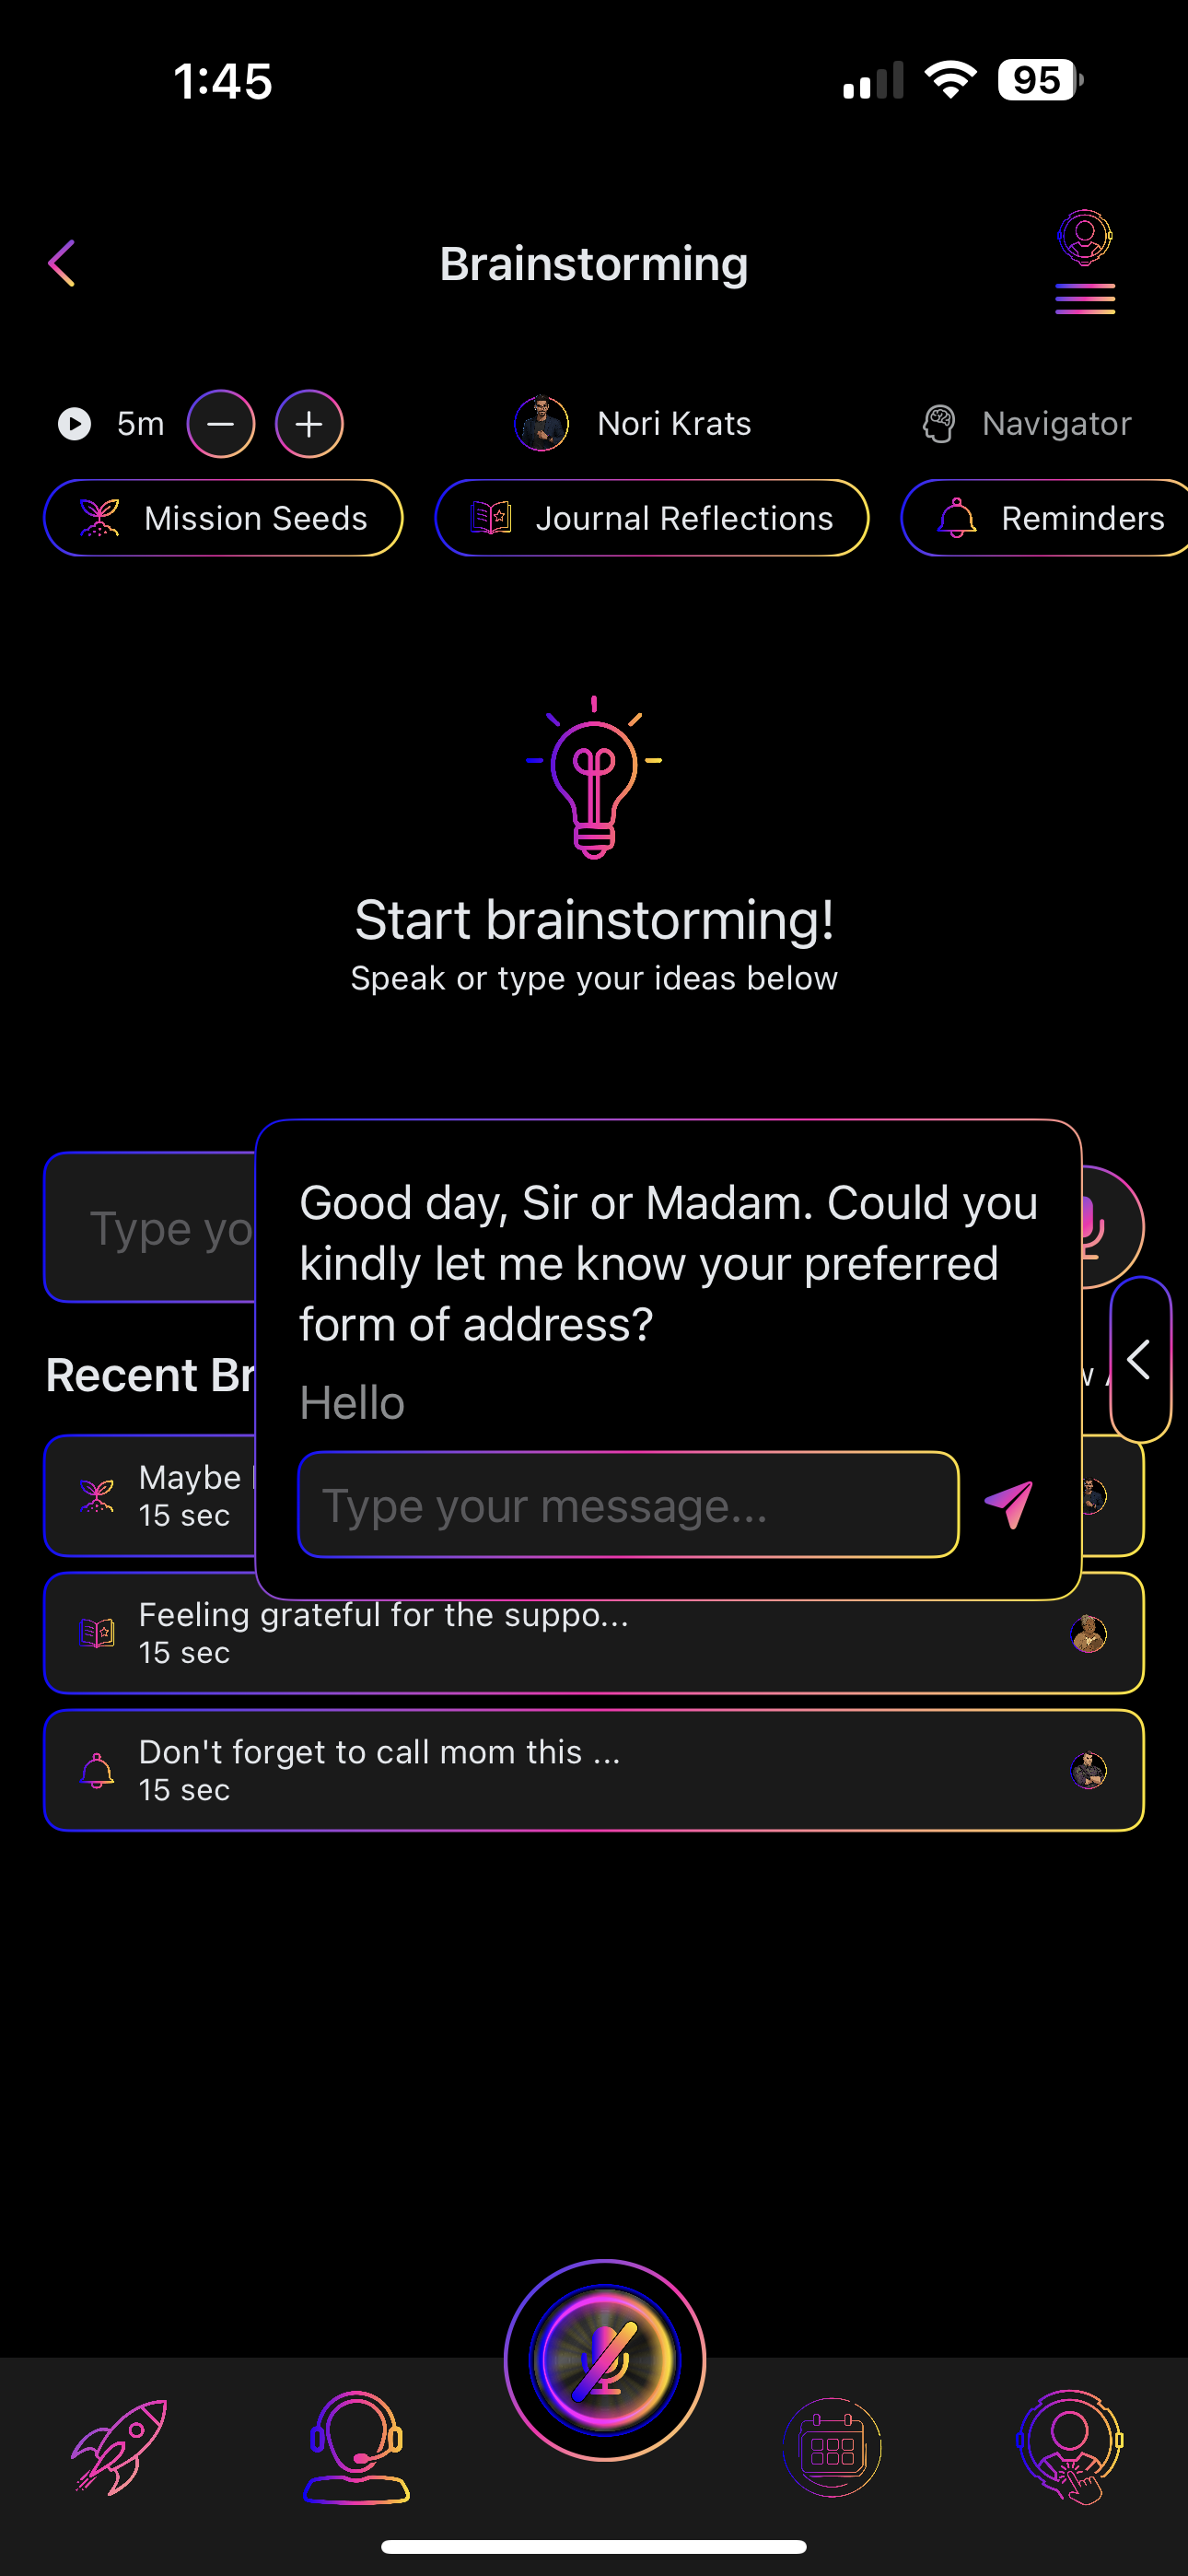 1:45
95
Brainstorming
5m
Nori Krats
Navigator
Mission Seeds
Journal Reflections
Reminders
Start brainstorming!
Speak or type your ideas below
Good day, Sir or Madam. Could you
kindly let me know your preferred
form of address?
Hello
Type your message...
Type yo
Recent Br
Maybe
15 sec
Feeling grateful for the suppo...
15 sec
Don't forget to call mom this ...
15 sec